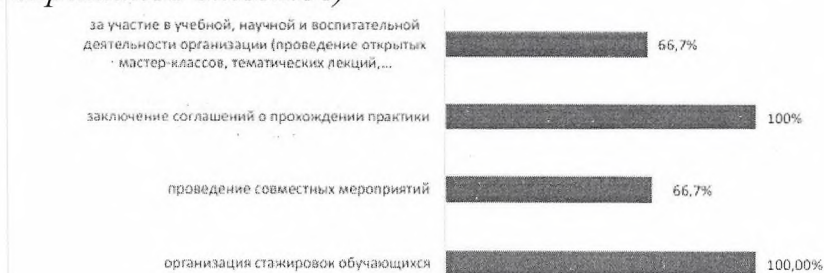 за участие в учебной, научной и воспитательной
деятельности организации (проведение открытых
мастер-классов, тематических лекций,...
66,7%
заключение соглашений о прохождении практики
100%
проведение совместных мероприятий
66,7%
организация стажировок обучающихся
100,00%